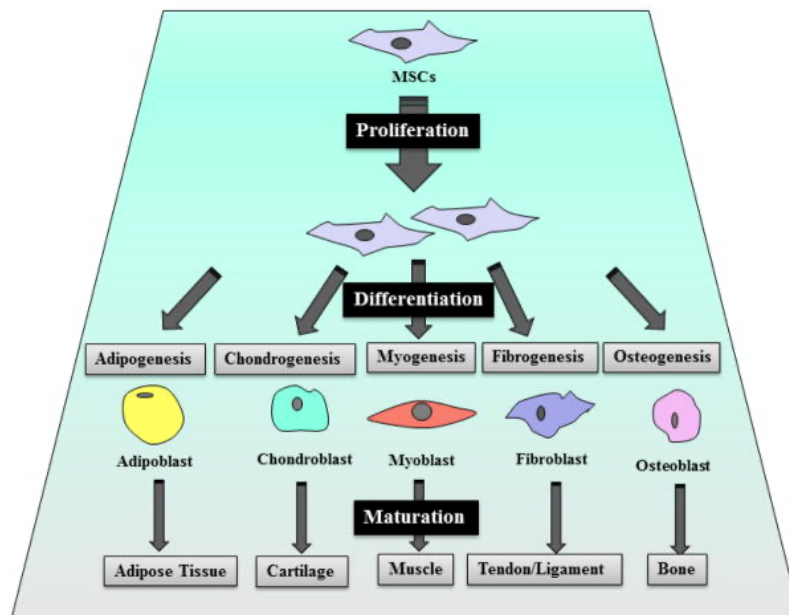 MSCs
Proliferation
Differentiation
Adipogenesis Chondrogenesis Myogenesis Fibrogenesis Osteogenesis
Adipoblast Chondroblast Myoblast Fibroblast Osteoblast
Maturation
Adipose Tissue Cartilage Muscle Tendon/Ligament Bone